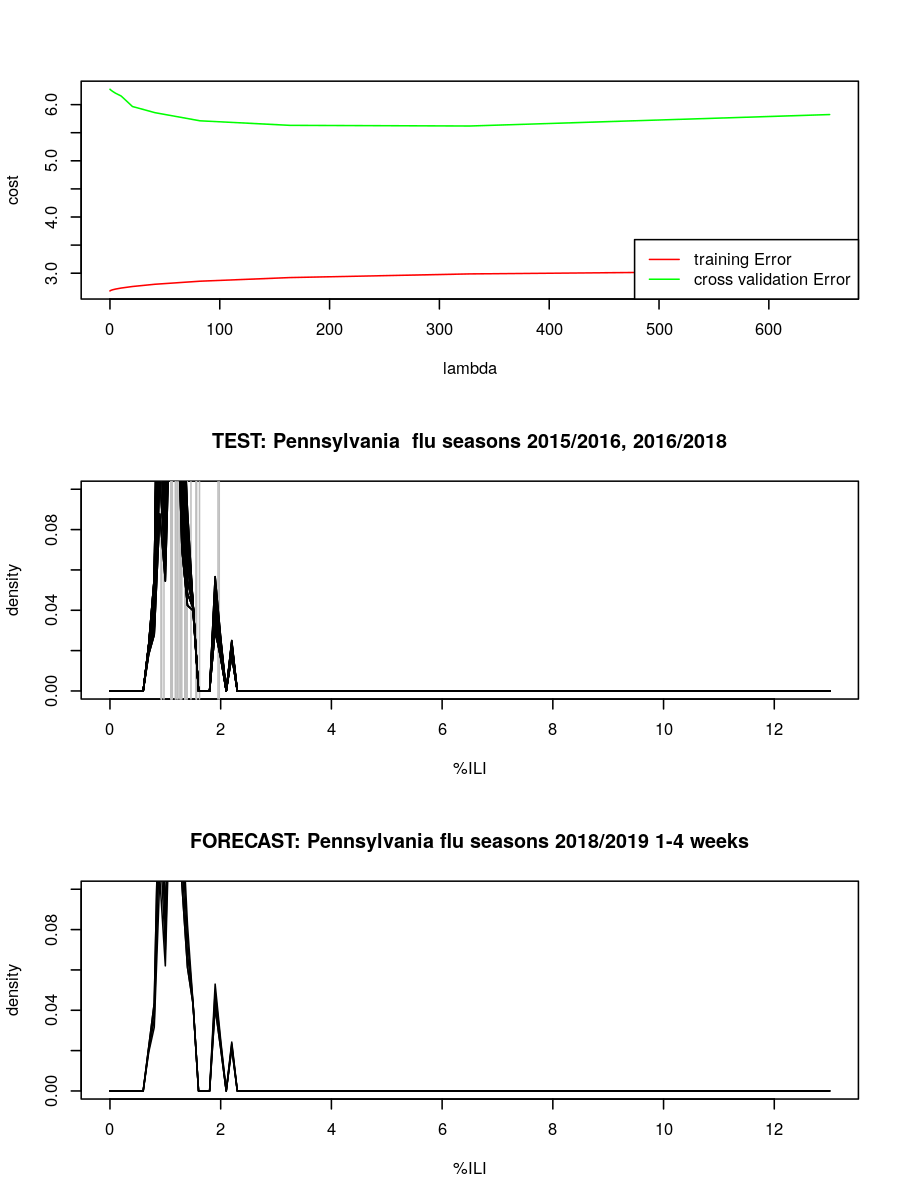 6.0
5.0
4.0
3.0
cost
training Error
cross validation Error
0 100 200 300 400 500 600
lambda
TEST: Pennsylvania  flu seasons 2015/2016, 2016/2018
0.08
0.04
0.00
density
0 2 4 6 8 10 12
%ILI
FORECAST: Pennsylvania flu seasons 2018/2019 1-4 weeks
0.08
0.04
0.00
density
0 2 4 6 8 10 12
%ILI